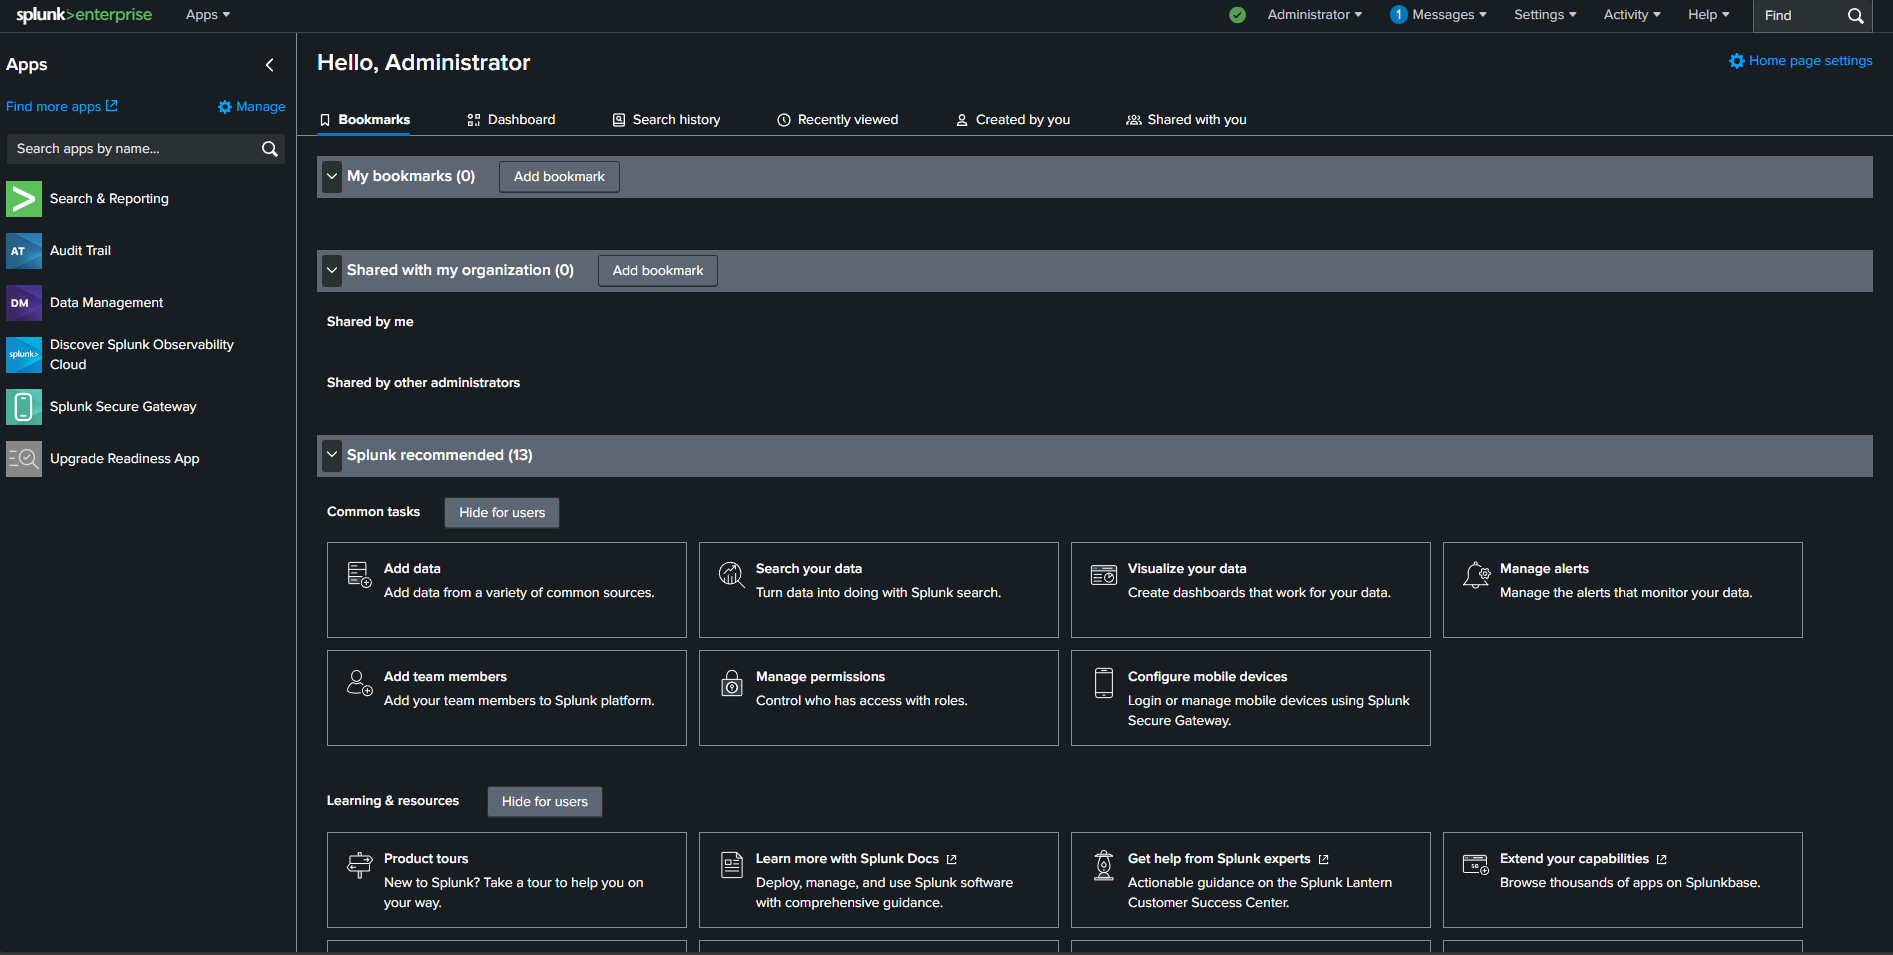 splunk>enterprise Apps Administrator 1 Messages Settings Activity Help Find
Apps
Find more apps Manage
Search apps by name...
Search & Reporting
AT Audit Trail
DM Data Management
splunk> Discover Splunk Observability
Cloud
Splunk Secure Gateway
Upgrade Readiness App
Hello, Administrator
Home page settings
Bookmarks Dashboard Search history Recently viewed Created by you Shared with you
My bookmarks (0) Add bookmark
Shared with my organization (0) Add bookmark
Shared by me
Shared by other administrators
Splunk recommended (13)
Common tasks Hide for users
Add data
Add data from a variety of common sources.
Search your data
Turn data into doing with Splunk search.
Visualize your data
Create dashboards that work for your data.
Manage alerts
Manage the alerts that monitor your data.
Add team members
Add your team members to Splunk platform.
Manage permissions
Control who has access with roles.
Configure mobile devices
Login or manage mobile devices using Splunk
Secure Gateway.
Learning & resources Hide for users
Product tours
New to Splunk? Take a tour to help you on
your way.
Learn more with Splunk Docs
Deploy, manage, and use Splunk software
with comprehensive guidance.
Get help from Splunk experts
Actionable guidance on the Splunk Lantern
Customer Success Center.
SB
Extend your capabilities
Browse thousands of apps on Splunkbase.